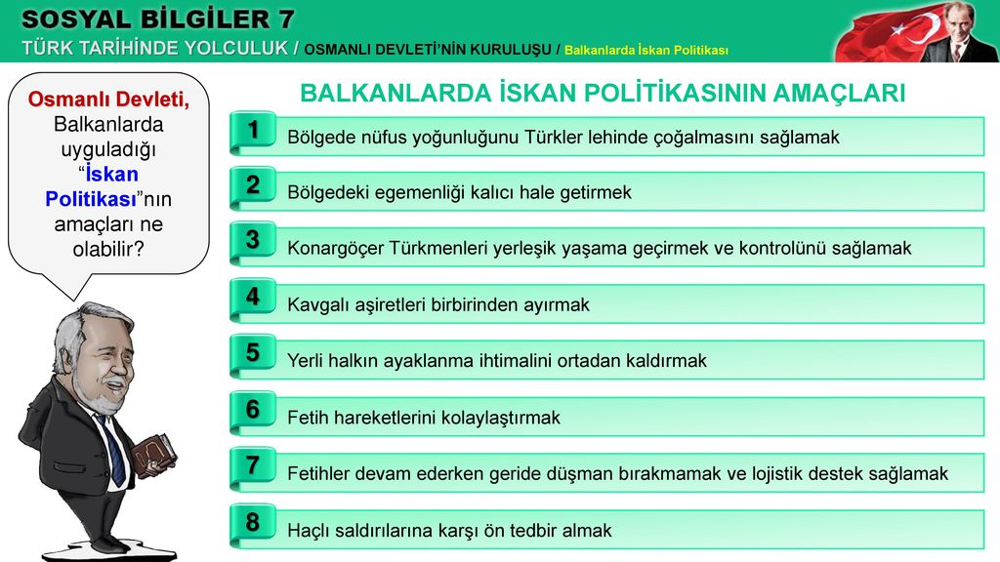 SOSYAL BİLGİLER 7
TÜRK TARİHİNDE YOLCULUK / OSMANLI DEVLETİ’NİN KURULUŞU / Balkanlarda İskan Politikası
Osmanlı Devleti,
Balkanlarda
uyguladığı
“İskan
Politikası”nın
amaçları ne
olabilir?
BALKANLARDA İSKAN POLİTİKASININ AMAÇLARI
1 Bölgede nüfus yoğunluğunu Türkler lehinde çoğalmasını sağlamak
2 Bölgedeki egemenliği kalıcı hale getirmek
3 Konargöçer Türkmenleri yerleşik yaşama geçirmek ve kontrolünü sağlamak
4 Kavgalı aşiretleri birbirinden ayırmak
5 Yerli halkın ayaklanma ihtimalini ortadan kaldırmak
6 Fetih hareketlerini kolaylaştırmak
7 Fetihler devam ederken geride düşman bırakmamak ve lojistik destek sağlamak
8 Haçlı saldırılarına karşı ön tedbir almak